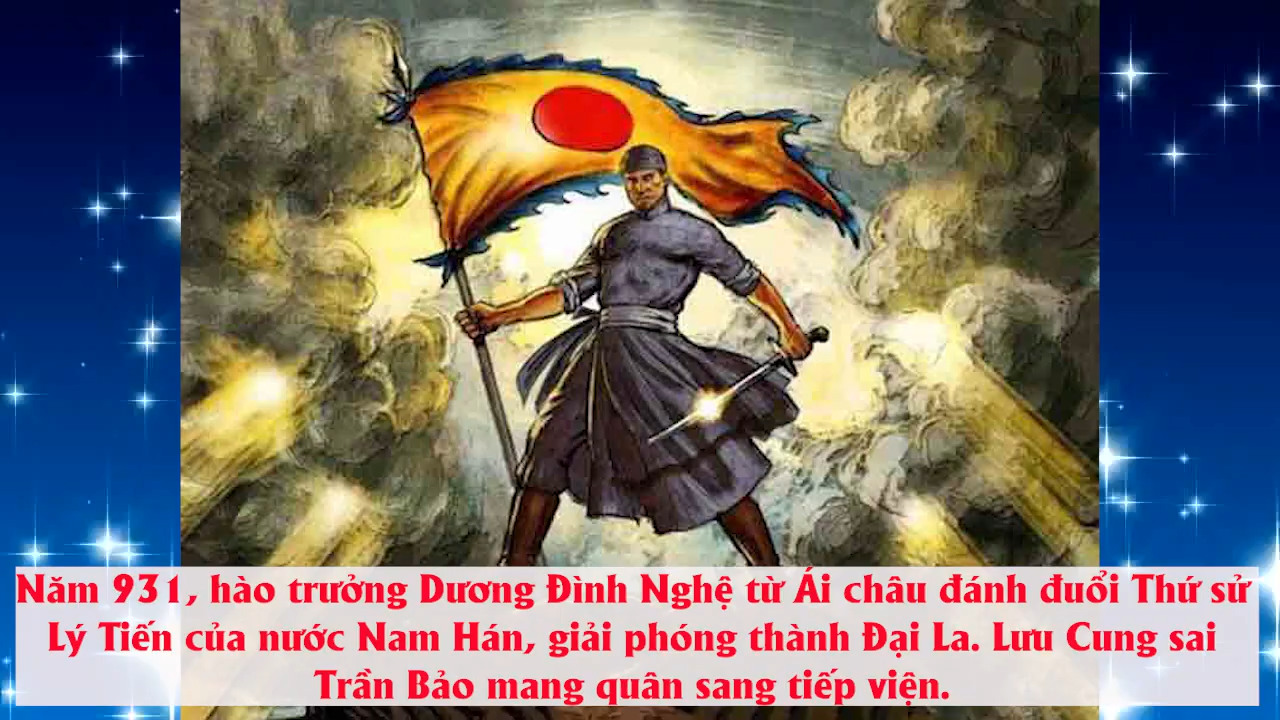 Năm 931, hào trưởng Dương Đình Nghệ từ Ái châu đánh đuổi Thứ sử
Lý Tiến của nước Nam Hán, giải phóng thành Đại La. Lưu Cung sai
Trần Bảo mang quân sang tiếp viện.